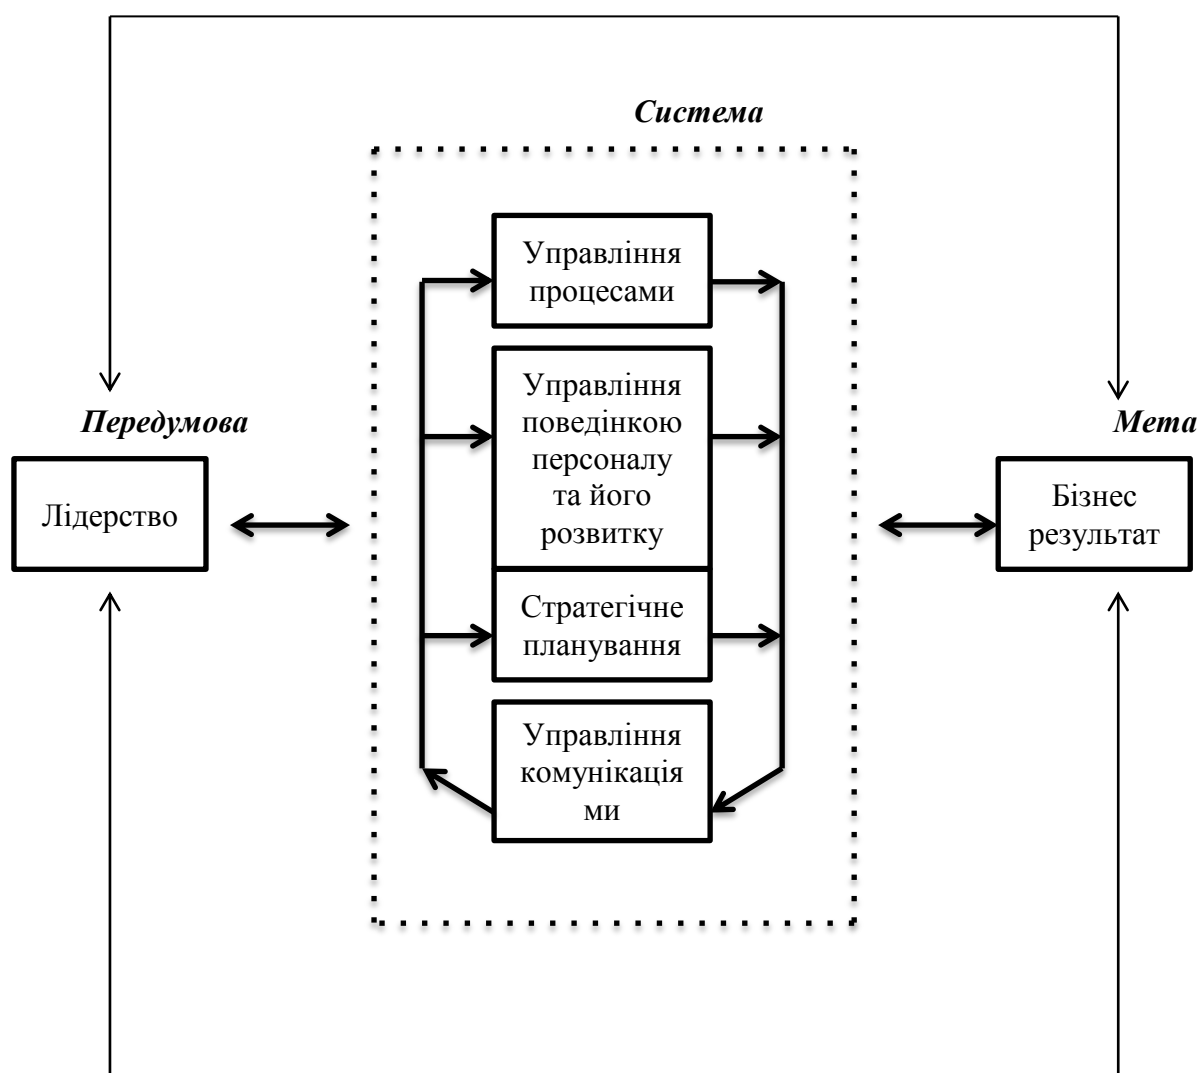 Система
Управління
процесами
Управління
поведінкою
персоналу
та його
розвитку
Стратегічне
планування
Управління
комунікація
ми
Передумова
Лідерство
Мета
Бізнес
результат